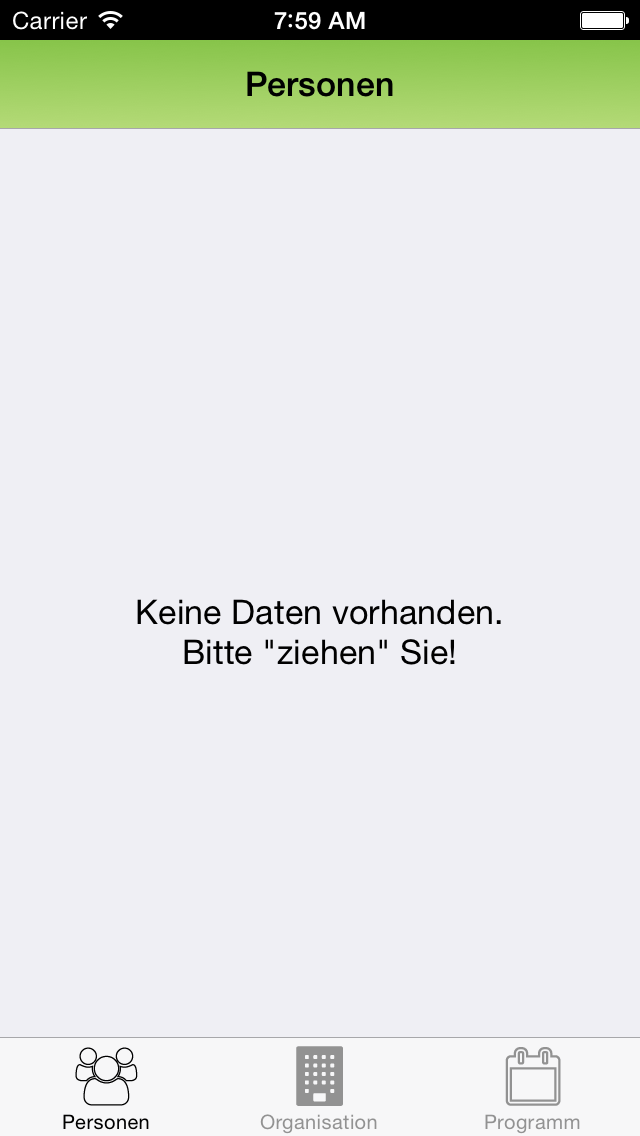 Carrier 7:59 AM
Personen
Keine Daten vorhanden.
Bitte "ziehen" Sie!
Personen Organisation Programm